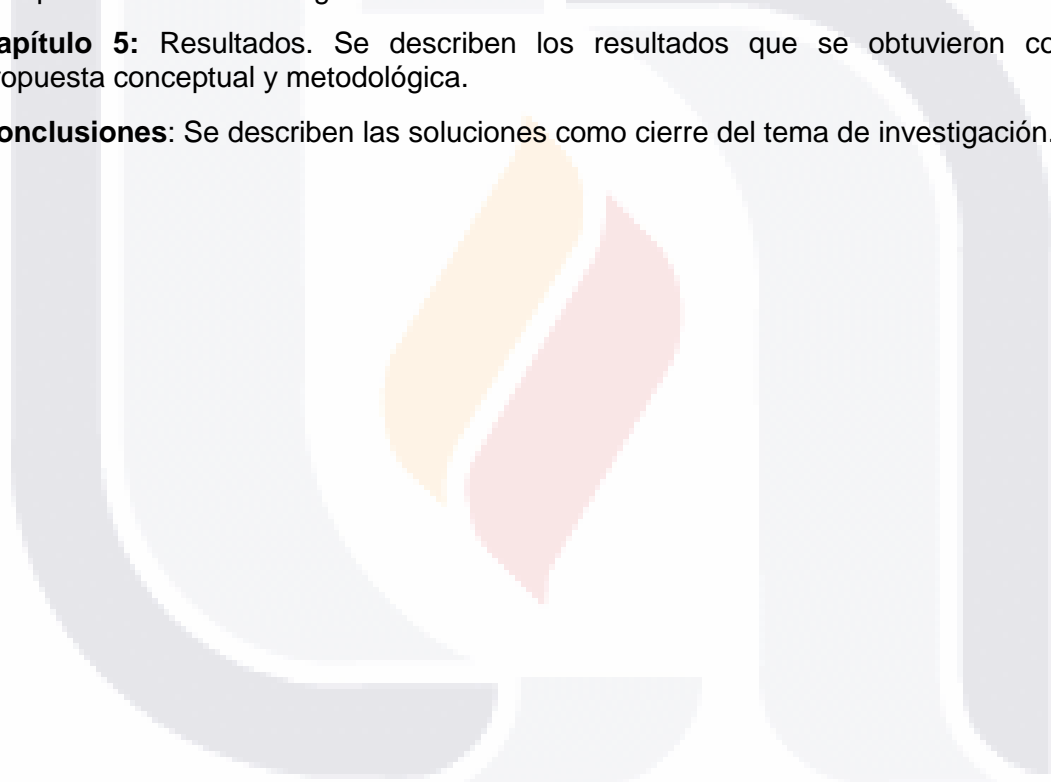 apítulo 5: Resultados. Se describen los resultados que se obtuvieron co
opuesta conceptual y metodológica.
onclusiones: Se describen las soluciones como cierre del tema de investigación.